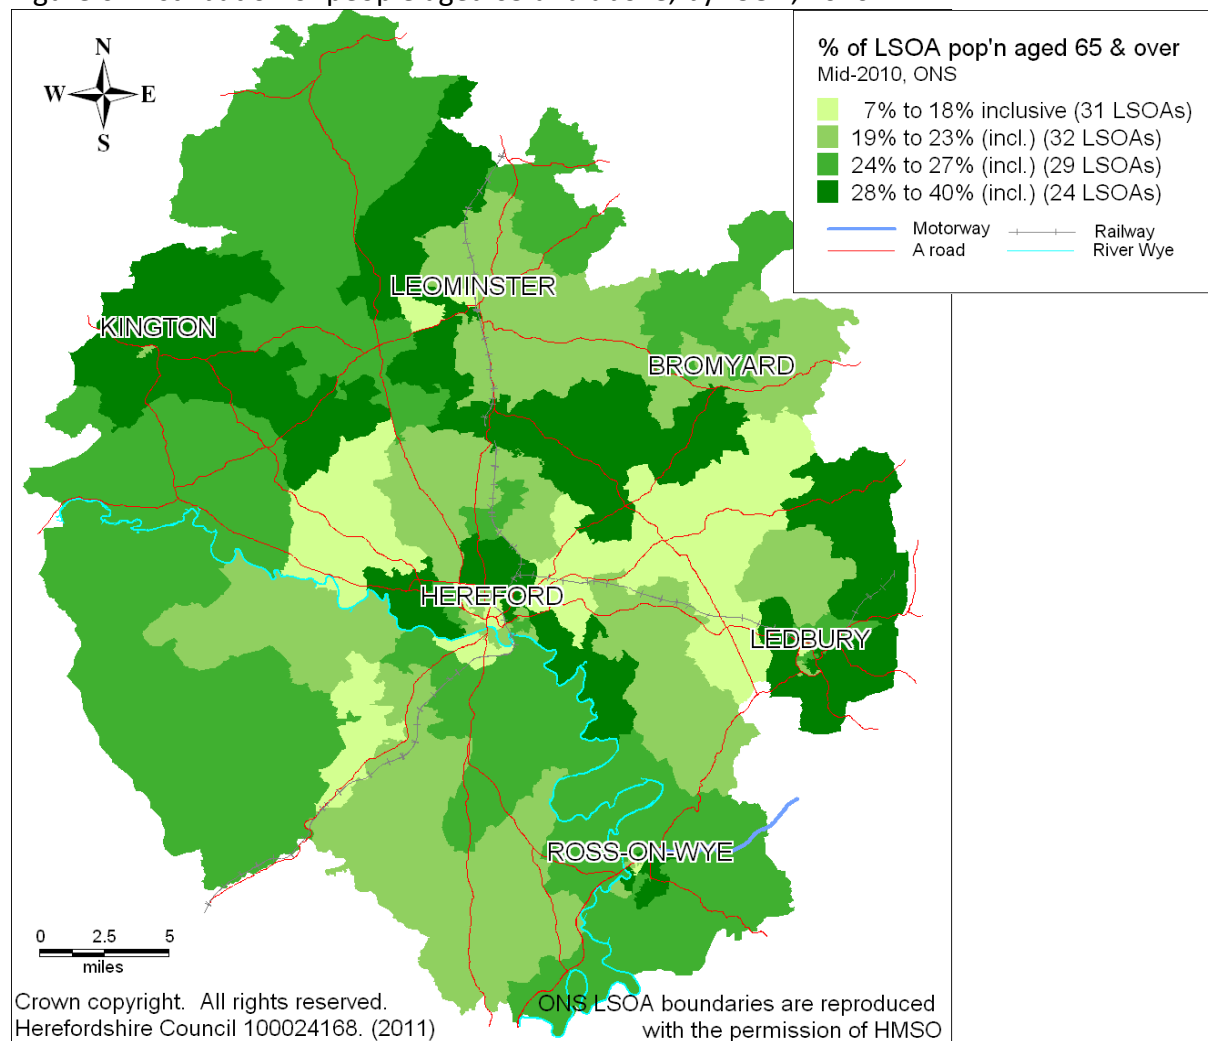 % of LSOA pop'n aged 65 & over
Mid-2010, ONS
7% to 18% inclusive (31 LSOAs)
19% to 23% (incl.) (32 LSOAs)
24% to 27% (incl.) (29 LSOAs)
28% to 40% (incl.) (24 LSOAs)
Motorway
Railway
A road
River Wye
N
W E
S
LEOMINSTER
KINGTON
BROMYARD
HEREFORD
LEDBURY
ROSS-ON-WYE
0 2.5 5
miles
Crown copyright. All rights reserved.
Herefordshire Council 100024168. (2011)
ONS LSOA boundaries are reproduced
with the permission of HMSO